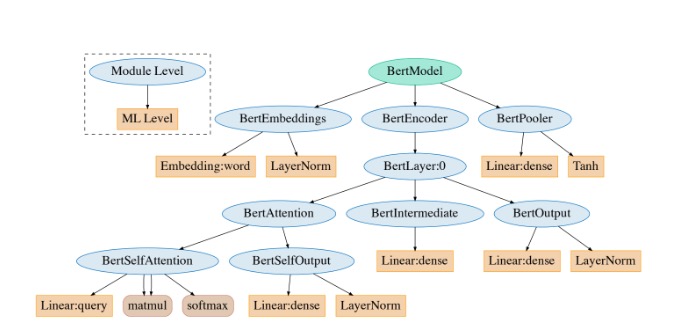 Module Level
ML Level
BertModel
BertEmbeddings
BertEncoder
BertPooler
Embedding:word
LayerNorm
BertLayer:0
Linear:dense
Tanh
BertAttention
BertIntermediate
BertOutput
BertSelfAttention
BertSelfOutput
Linear:dense
Linear:dense
LayerNorm
Linear:query
matmul
softmax
Linear:dense
LayerNorm